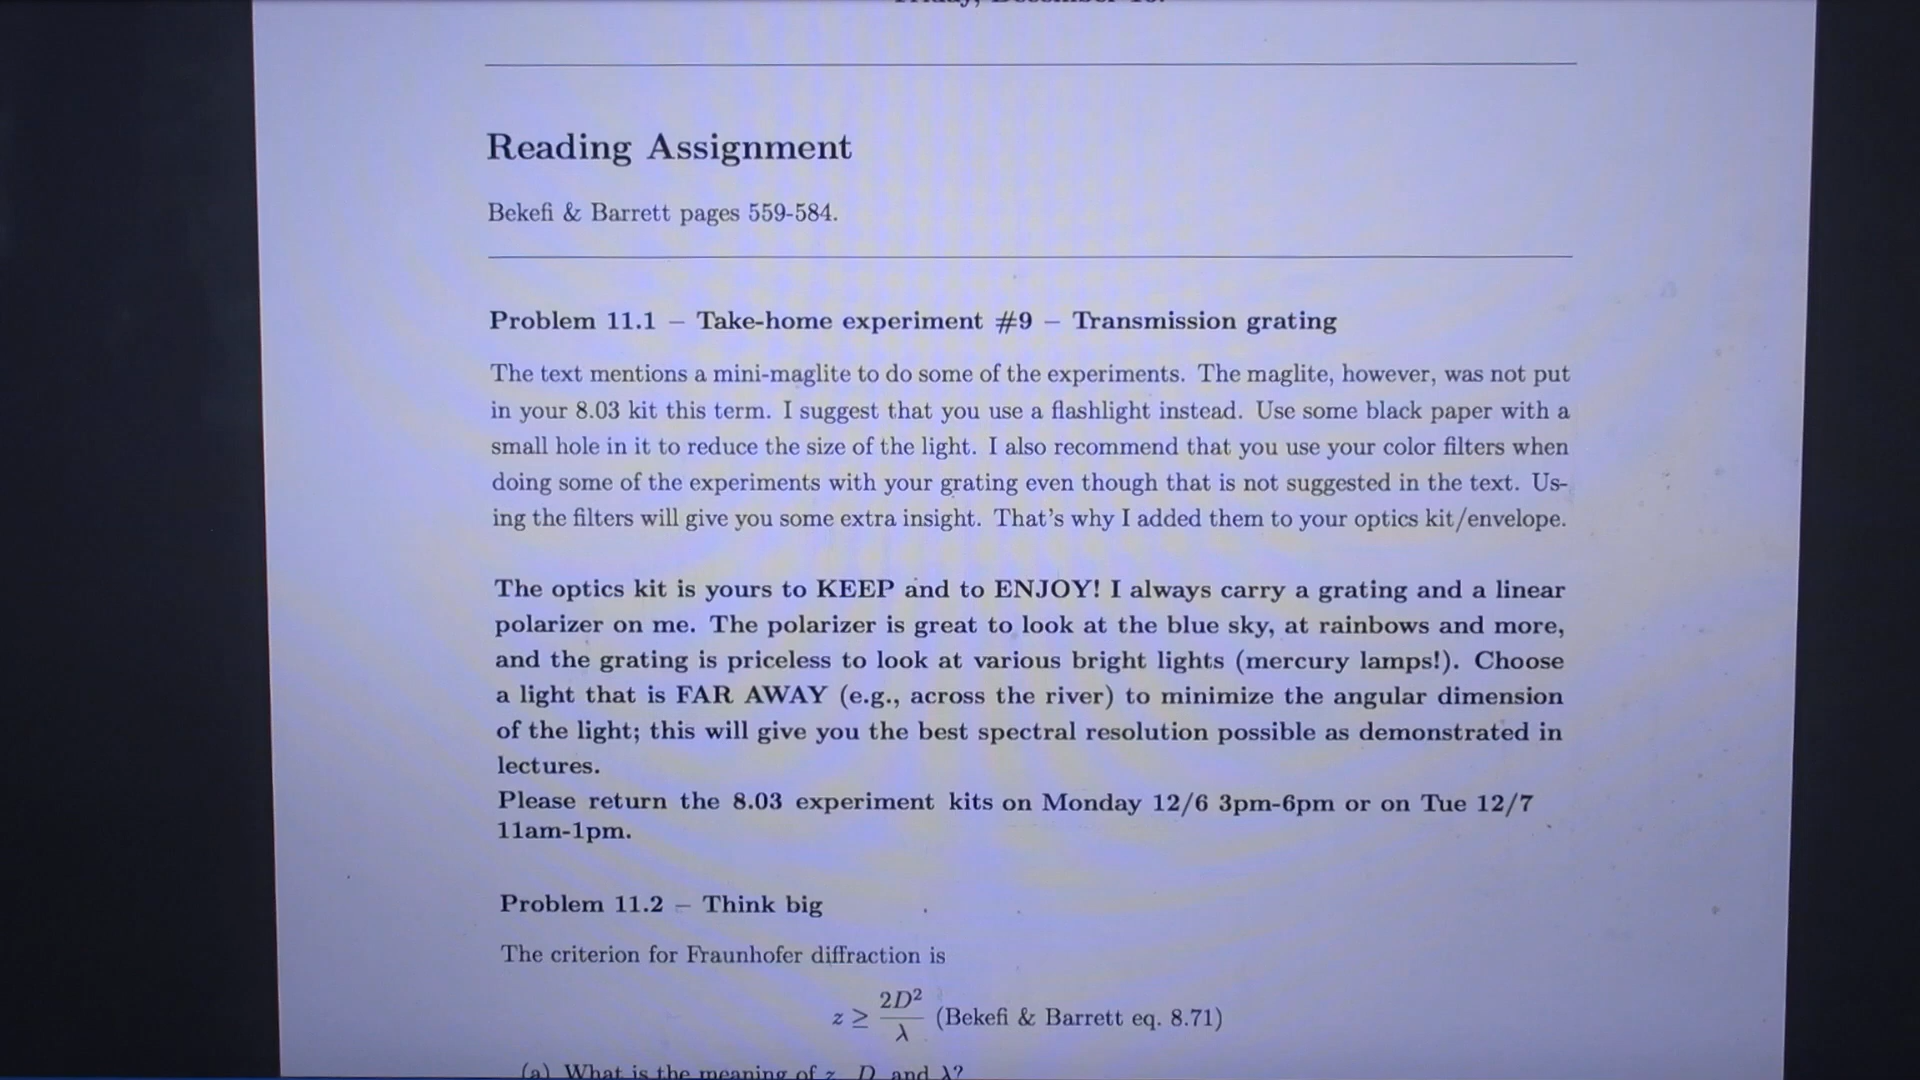 Reading Assignment
Bekefi & Barrett pages 559-584.
Problem 11.1 – Take-home experiment #9 – Transmission grating
The text mentions a mini-maglite to do some of the experiments. The maglite, however, was not put
in your 8.03 kit this term. I suggest that you use a flashlight instead. Use some black paper with a
small hole in it to reduce the size of the light. I also recommend that you use your color filters when
doing some of the experiments with your grating even though that is not suggested in the text. Us-
ing the filters will give you some extra insight. That's why I added them to your optics kit/envelope.
The optics kit is yours to KEEP and to ENJOY! I always carry a grating and a linear
polarizer on me. The polarizer is great to look at the blue sky, at rainbows and more,
and the grating is priceless to look at various bright lights (mercury lamps!). Choose
a light that is FAR AWAY (e.g., across the river) to minimize the angular dimension
of the light; this will give you the best spectral resolution possible as demonstrated in
lectures.
Please return the 8.03 experiment kits on Monday 12/6 3pm-6pm or on Tue 12/7
11am-1pm.
Problem 11.2 – Think big
The criterion for Fraunhofer diffraction is
z ≥ 2D²/λ (Bekefi & Barrett eq. 8.71)
(a) What is the meaning of z, D, and λ?